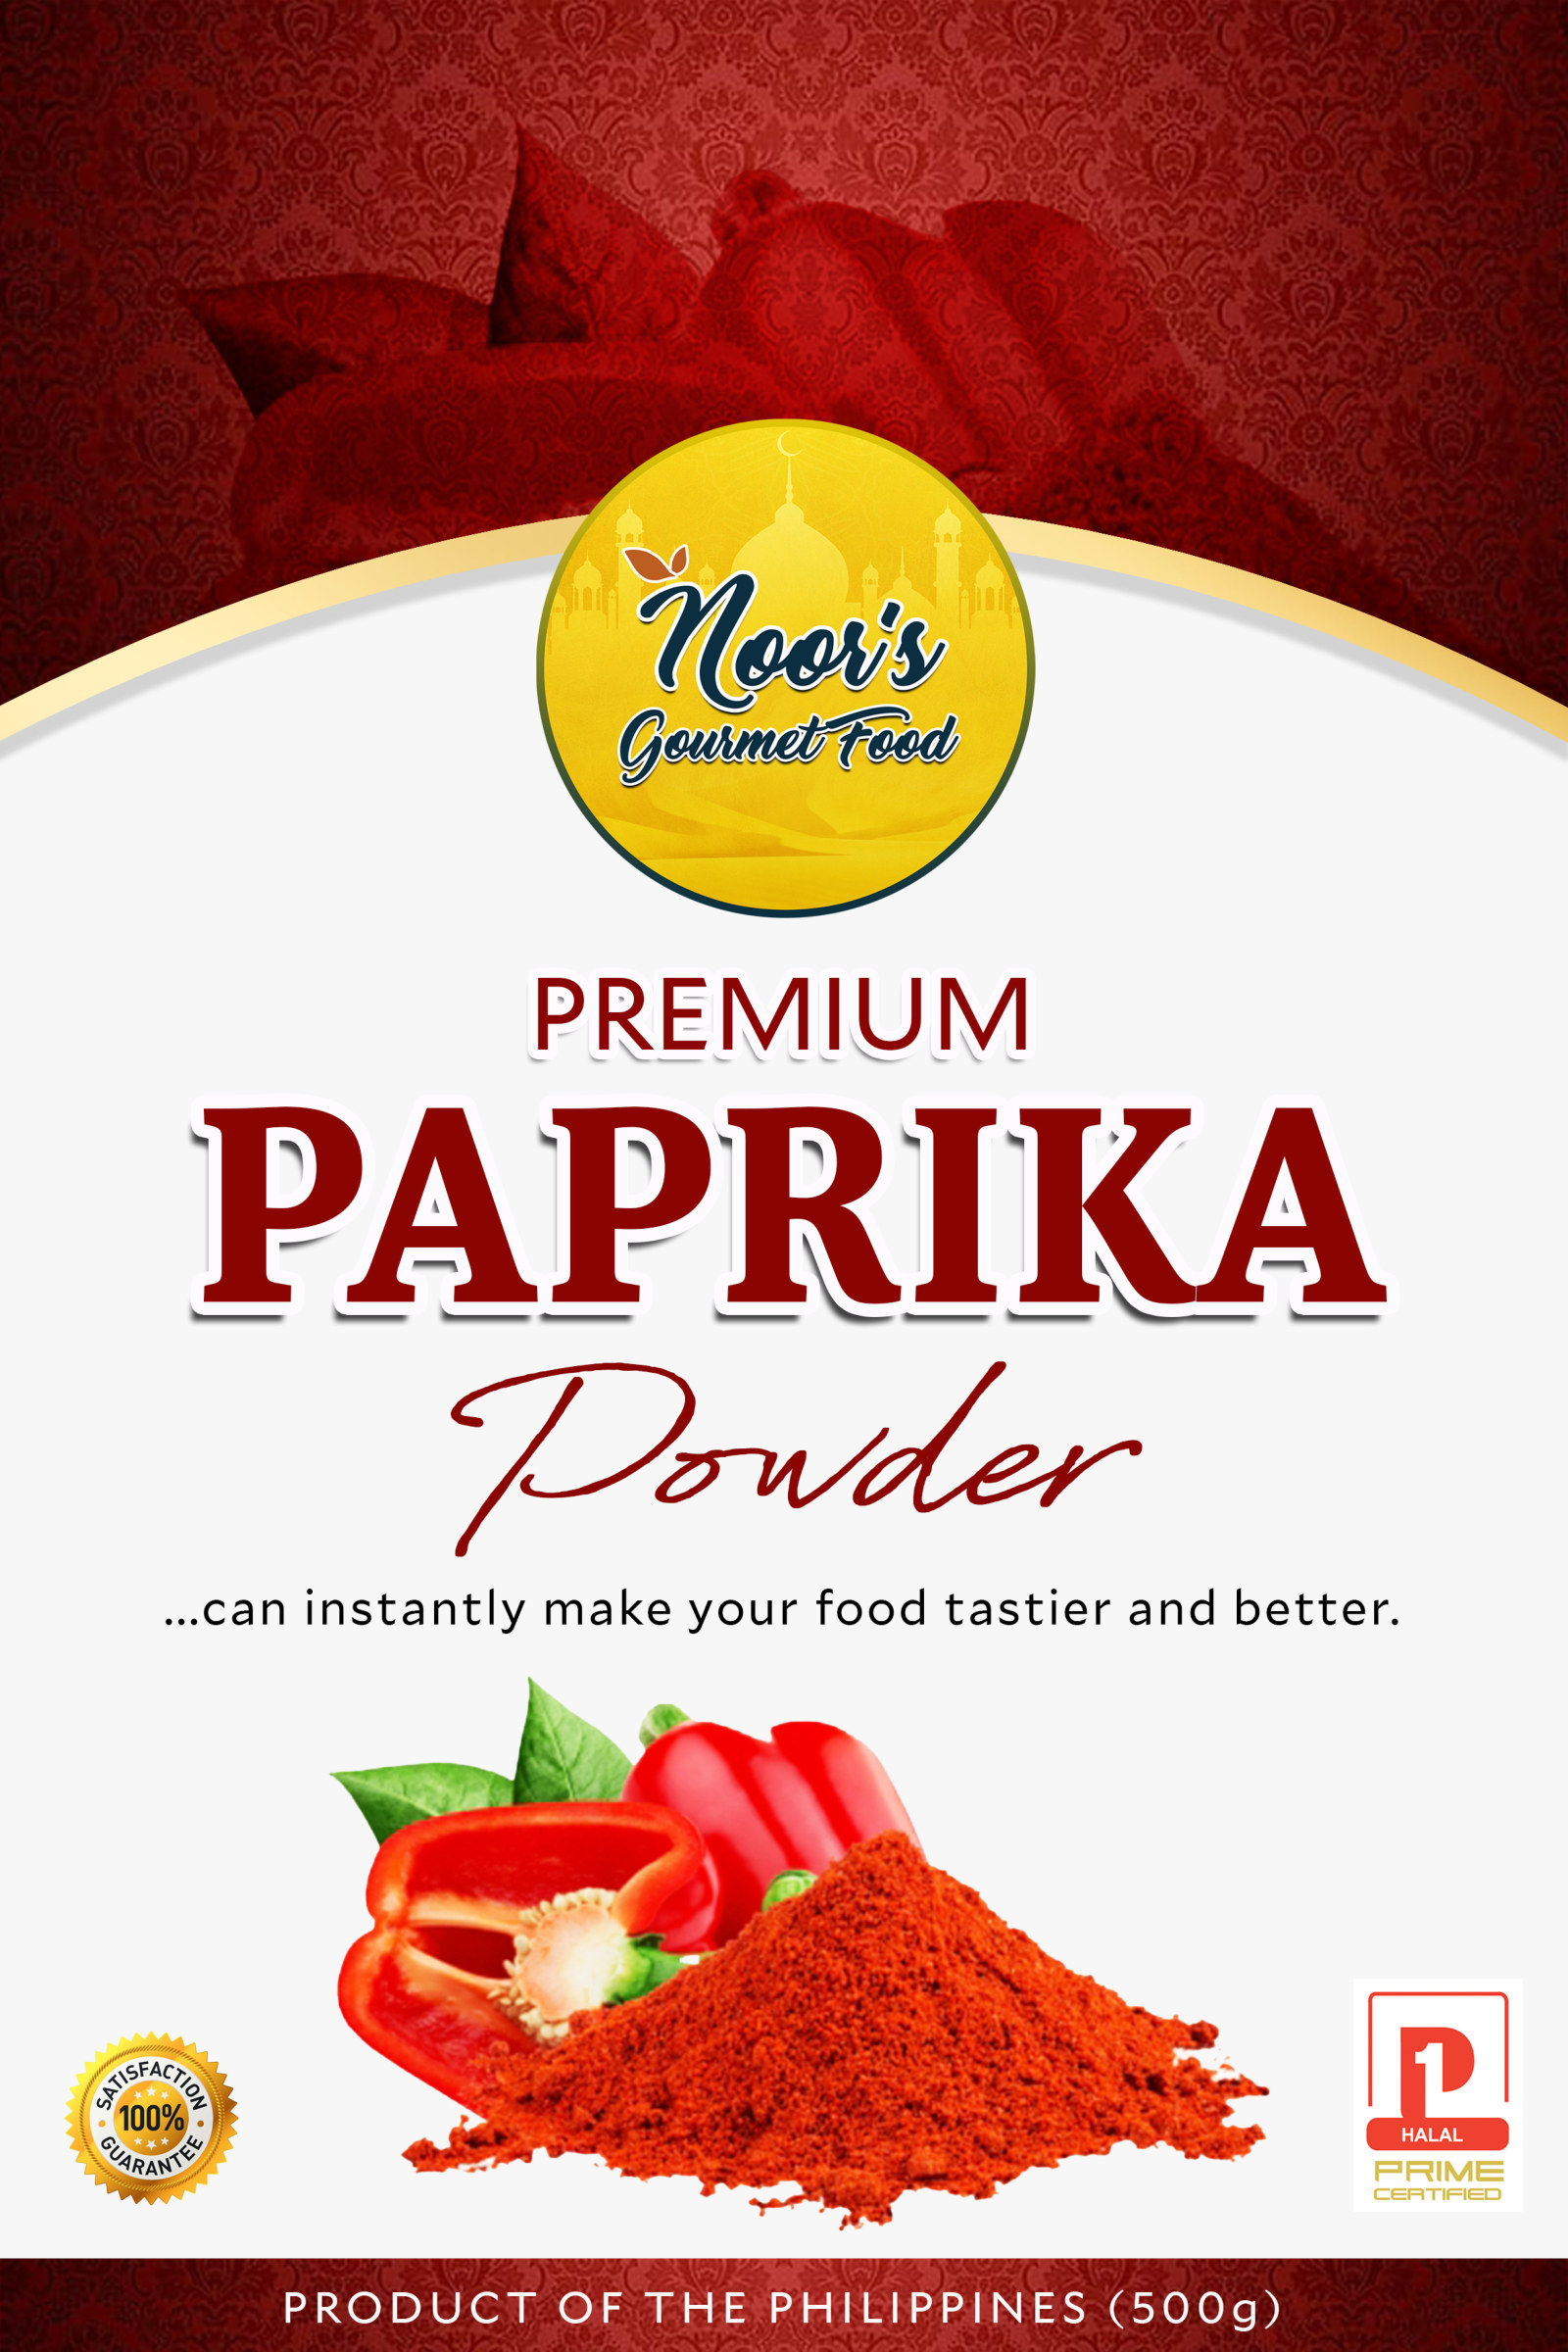 Noor's
Gourmet Food
PREMIUM
PAPRIKA
Powder
...can instantly make your food tastier and better.
SATISFACTION
100%
GUARANTEE
P1
HALAL
PRIME
CERTIFIED
PRODUCT OF THE PHILIPPINES (500g)